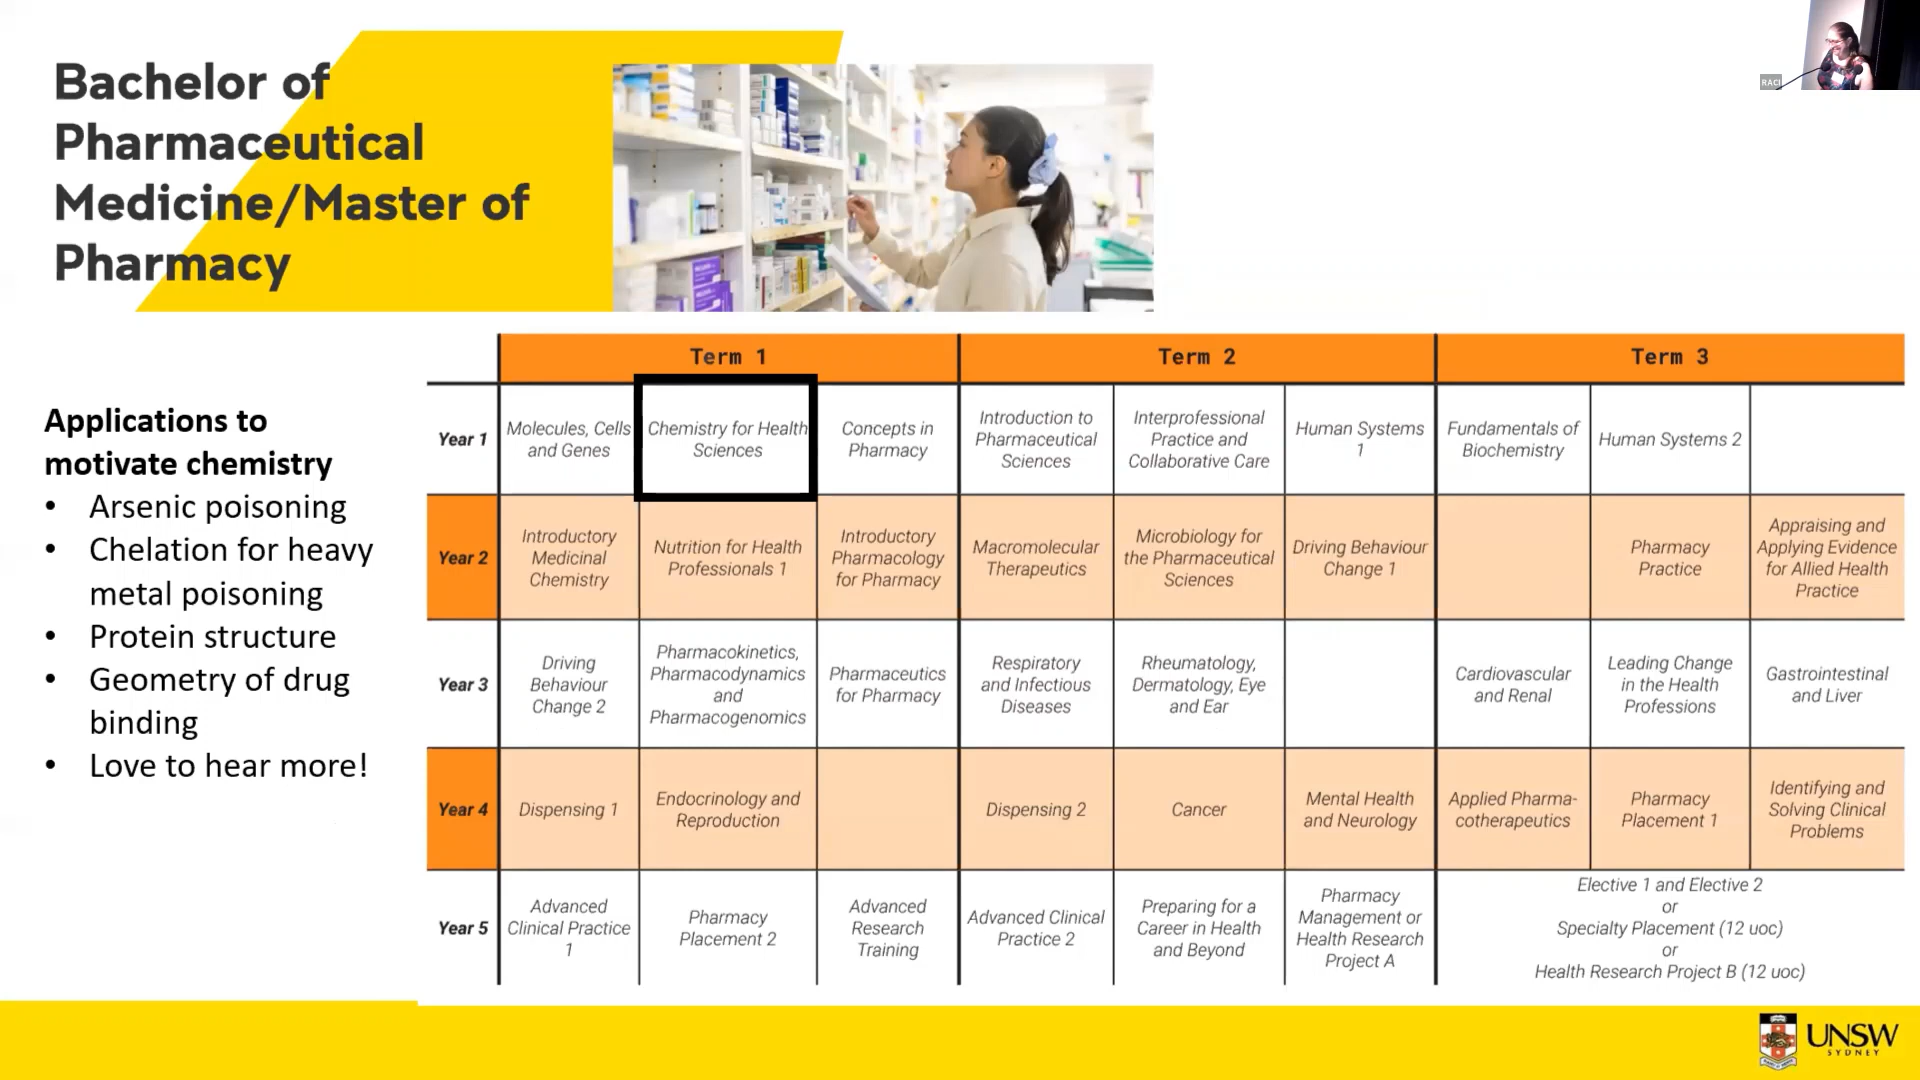 Bachelor of
Pharmaceutical
Medicine/Master of
Pharmacy
RACI
Applications to
motivate chemistry
• Arsenic poisoning
• Chelation for heavy
metal poisoning
• Protein structure
• Geometry of drug
binding
• Love to hear more!
Term 1
Term 2
Term 3
Year 1
Molecules, Cells
and Genes
Chemistry for Health
Sciences
Concepts in
Pharmacy
Introduction to
Pharmaceutical
Sciences
Interprofessional
Practice and
Collaborative Care
Human Systems
1
Fundamentals of
Biochemistry
Human Systems 2
Year 2
Introductory
Medicinal
Chemistry
Nutrition for Health
Professionals 1
Introductory
Pharmacology
for Pharmacy
Macromolecular
Therapeutics
Microbiology for
the Pharmaceutical
Sciences
Driving Behaviour
Change 1
Pharmacy
Practice
Appraising and
Applying Evidence
for Allied Health
Practice
Year 3
Driving
Behaviour
Change 2
Pharmacokinetics,
Pharmacodynamics
and
Pharmacogenomics
Pharmaceutics
for Pharmacy
Respiratory
and Infectious
Diseases
Rheumatology,
Dermatology, Eye
and Ear
Cardiovascular
and Renal
Leading Change
in the Health
Professions
Gastrointestinal
and Liver
Year 4
Dispensing 1
Endocrinology and
Reproduction
Dispensing 2
Cancer
Mental Health
and Neurology
Applied Pharma-
cotherapeutics
Pharmacy
Placement 1
Identifying and
Solving Clinical
Problems
Year 5
Advanced
Clinical Practice
1
Pharmacy
Placement 2
Advanced
Research
Training
Advanced Clinical
Practice 2
Preparing for a
Career in Health
and Beyond
Pharmacy
Management or
Health Research
Project A
Elective 1 and Elective 2
or
Specialty Placement (12 uoc)
or
Health Research Project B (12 uoc)
UNSW
SYDNEY